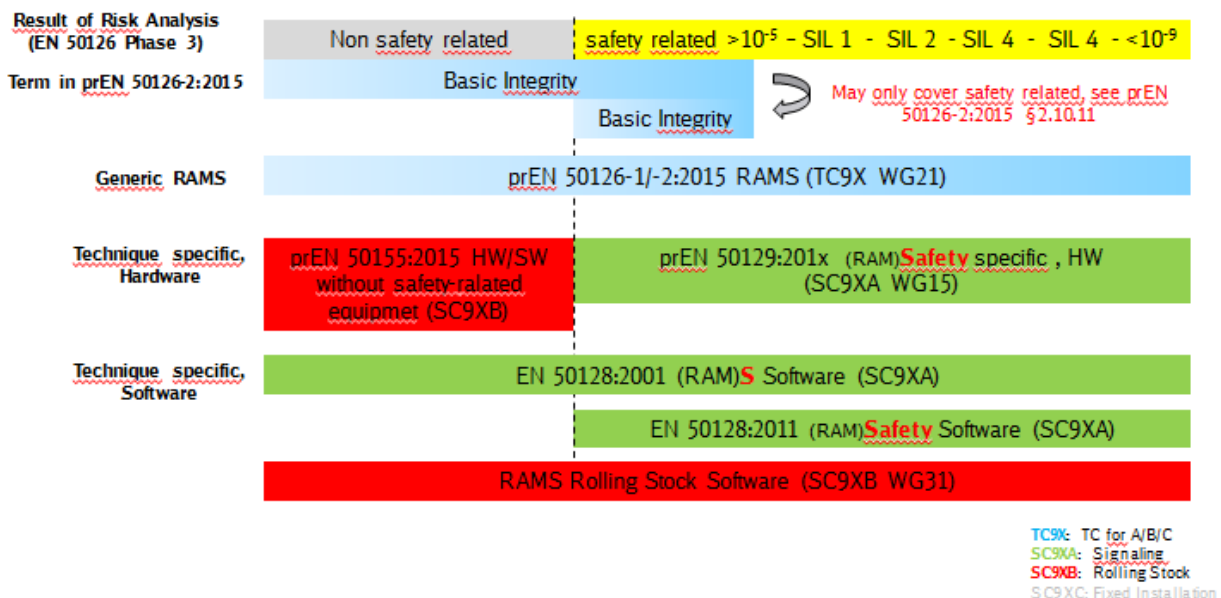 Result of Risk Analysis
(EN 50126 Phase 3)
Non safety related
safety related >10⁻⁵ – SIL 1 - SIL 2 - SIL 4 - SIL 4 - <10⁻⁹
Term in prEN 50126-2:2015
Basic Integrity
Basic Integrity
May only cover safety related, see prEN
50126-2:2015 §2.10.11
Generic RAMS
prEN 50126-1/-2:2015 RAMS (TC9X WG21)
Technique specific,
Hardware
prEN 50155:2015 HW/SW
without safety-ralated
equipmet (SC9XB)
prEN 50129:201x (RAM)Safety specific , HW
(SC9XA WG15)
Technique specific,
Software
EN 50128:2001 (RAM)S Software (SC9XA)
EN 50128:2011 (RAM)Safety Software (SC9XA)
RAMS Rolling Stock Software (SC9XB WG31)
TC9X: TC for A/B/C
SC9XA: Signaling
SC9XB: Rolling Stock
SC9XC: Fixed Installation